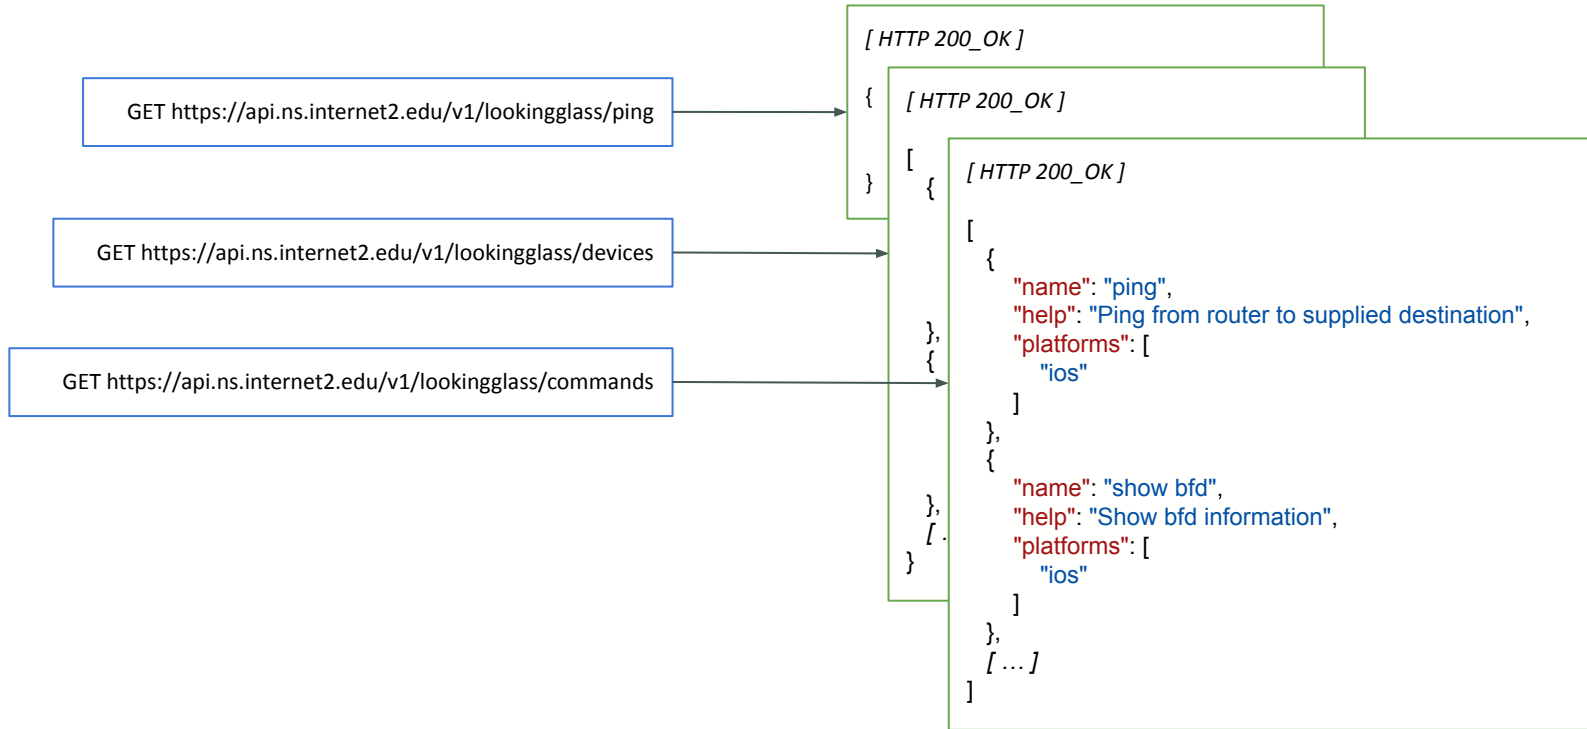 GET https://api.ns.internet2.edu/v1/lookingglass/ping
GET https://api.ns.internet2.edu/v1/lookingglass/devices
GET https://api.ns.internet2.edu/v1/lookingglass/commands
[ HTTP 200_OK ]
{
}
[ HTTP 200_OK ]
[
{
},
{
},
[ .
}
[ HTTP 200_OK ]
[
{
"name": "ping",
"help": "Ping from router to supplied destination",
"platforms": [
"ios"
]
},
{
"name": "show bfd",
"help": "Show bfd information",
"platforms": [
"ios"
]
},
[ … ]
]